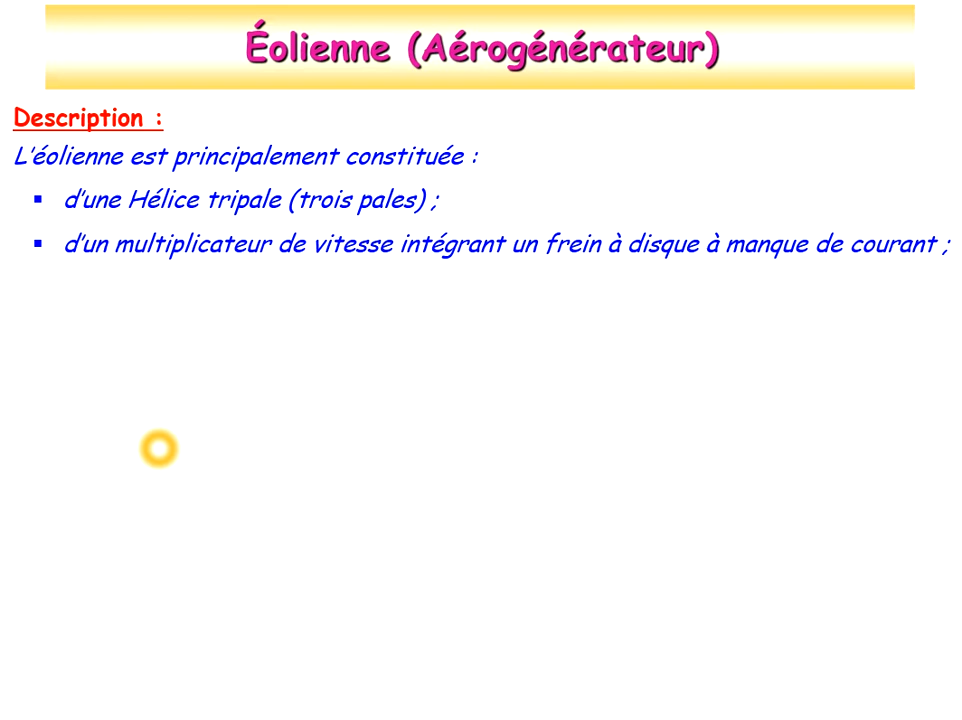 Éolienne (Aérogénérateur)
Description :
L’éolienne est principalement constituée :
▪ d’une Hélice tripale (trois pales) ;
▪ d’un multiplicateur de vitesse intégrant un frein à disque à manque de courant ;